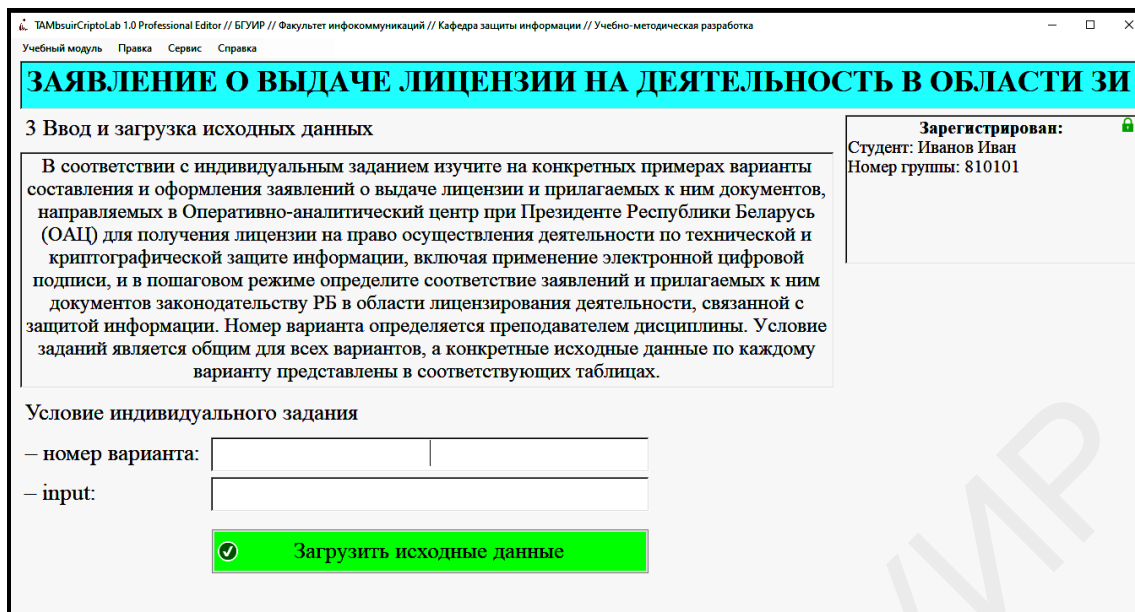 TAMbsuirCriptoLab 1.0 Professional Editor // БГУИР // Факультет инфокоммуникаций // Кафедра защиты информации // Учебно-методическая разработка
Учебный модуль Правка Сервис Справка
ЗАЯВЛЕНИЕ О ВЫДАЧЕ ЛИЦЕНЗИИ НА ДЕЯТЕЛЬНОСТЬ В ОБЛАСТИ ЗИ
3 Ввод и загрузка исходных данных
В соответствии с индивидуальным заданием изучите на конкретных примерах варианты
составления и оформления заявлений о выдаче лицензии и прилагаемых к ним документов,
направляемых в Оперативно-аналитический центр при Президенте Республики Беларусь
(ОАЦ) для получения лицензии на право осуществления деятельности по технической и
криптографической защите информации, включая применение электронной цифровой
подписи, и в пошаговом режиме определите соответствие заявлений и прилагаемых к ним
документов законодательству РБ в области лицензирования деятельности, связанной с
защитой информации. Номер варианта определяется преподавателем дисциплины. Условие
заданий является общим для всех вариантов, а конкретные исходные данные по каждому
варианту представлены в соответствующих таблицах.
Зарегистрирован:
Студент: Иванов Иван
Номер группы: 810101
Условие индивидуального задания
– номер варианта:
– input:
Загрузить исходные данные
УИР